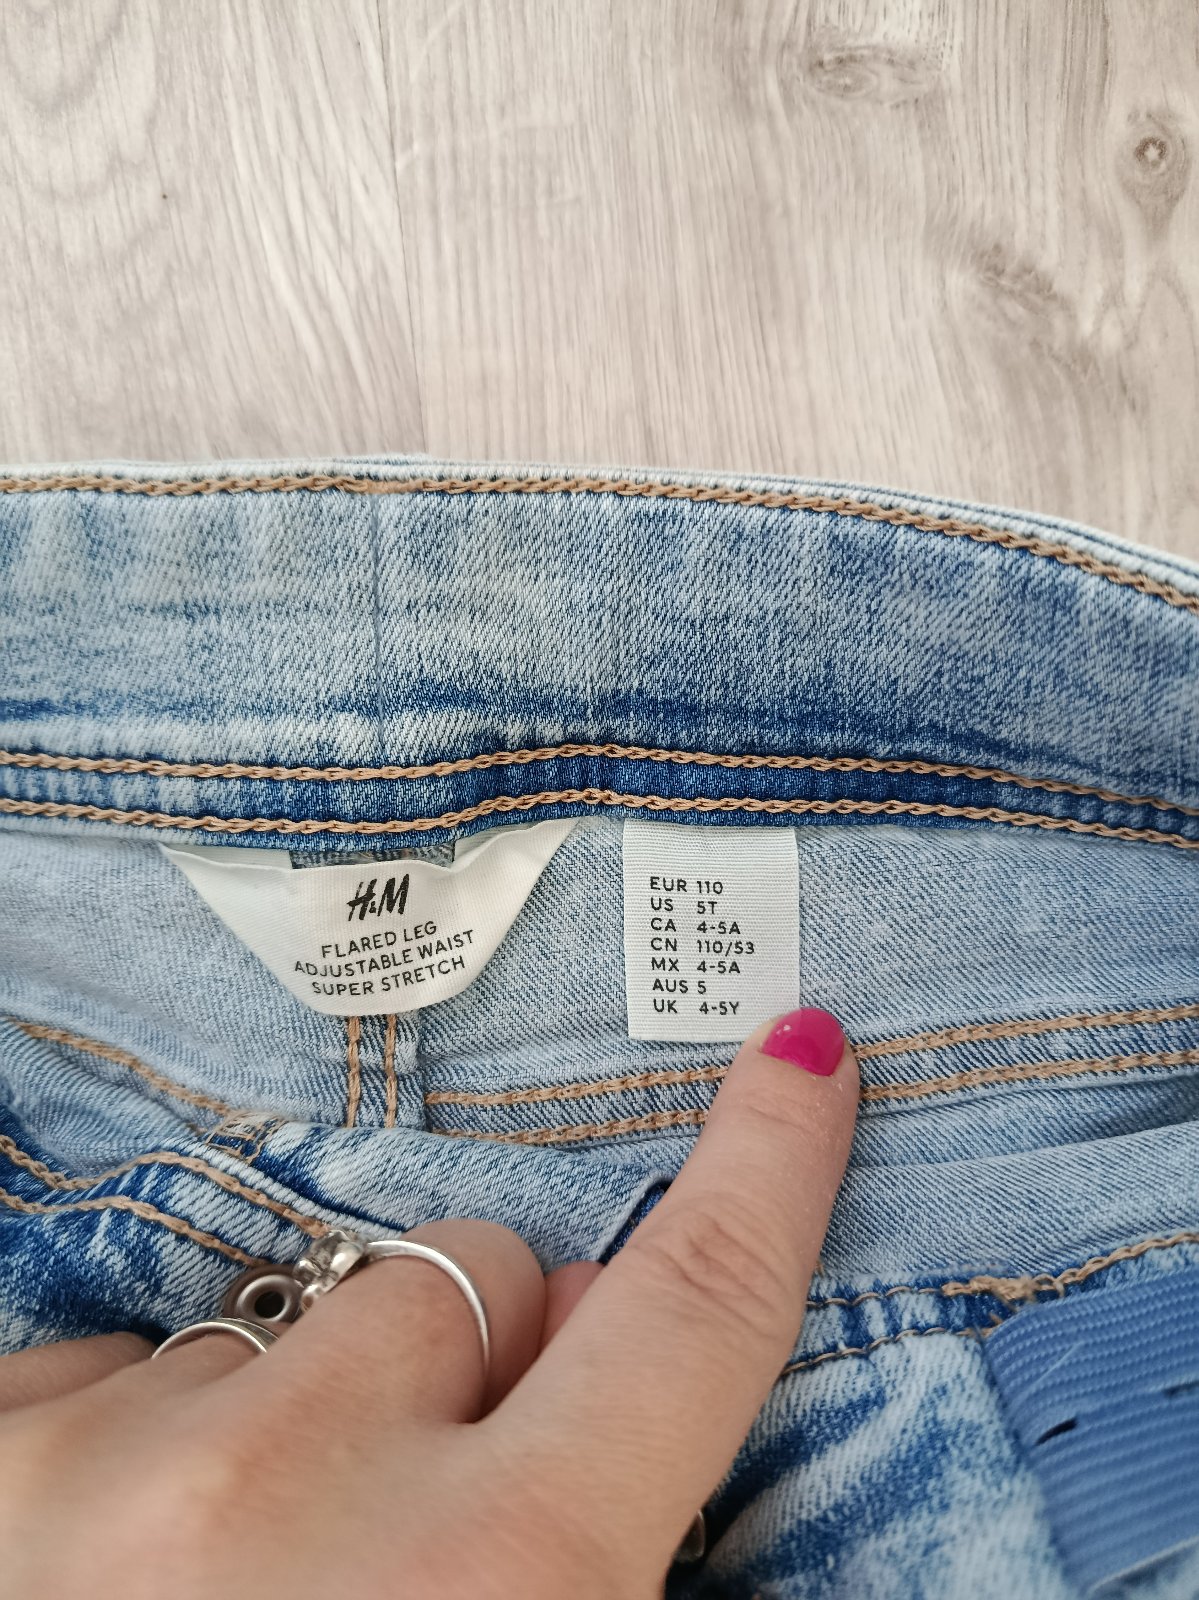 H&M
FLARED LEG
ADJUSTABLE WAIST
SUPER STRETCH
EUR 110
US 5T
CA 4-5A
CN 110/53
MX 4-5A
AUS 5
UK 4-5Y